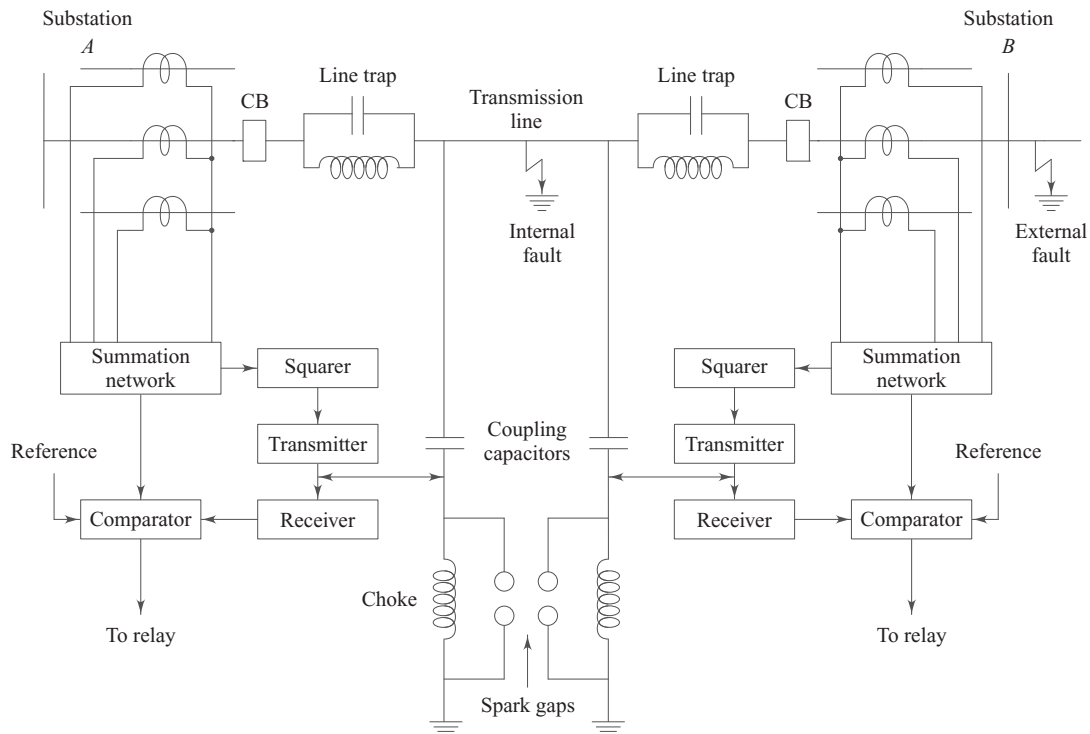 Substation
A
Substation
B
Line trap
Line trap
CB
Transmission
line
CB
Internal
fault
External
fault
Summation
network
Squarer
Squarer
Summation
network
Transmitter
Coupling
capacitors
Transmitter
Reference
Reference
Comparator
Receiver
Receiver
Comparator
Choke
To relay
To relay
Spark gaps